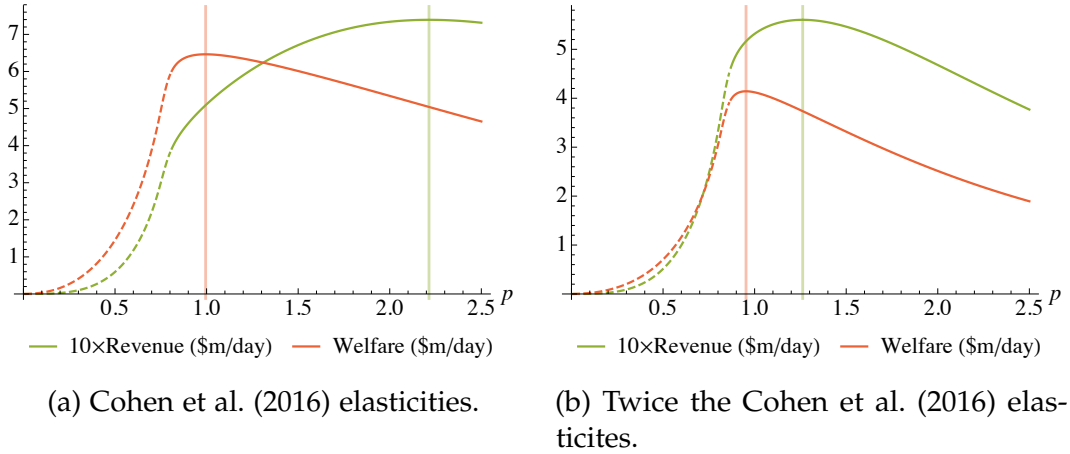 7
6
5
4
3
2
1
0.5 1.0 1.5 2.0 2.5 p
10×Revenue ($m/day) Welfare ($m/day)
(a) Cohen et al. (2016) elasticities.
5
4
3
2
1
0.5 1.0 1.5 2.0 2.5 p
10×Revenue ($m/day) Welfare ($m/day)
(b) Twice the Cohen et al. (2016) elas-
ticites.